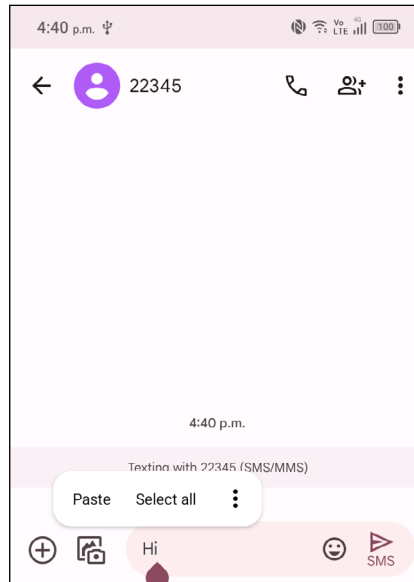 4:40 p.m. Vo LTE 4G 100
22345
4:40 p.m.
Texting with 22345 (SMS/MMS)
Paste Select all
Hi
SMS